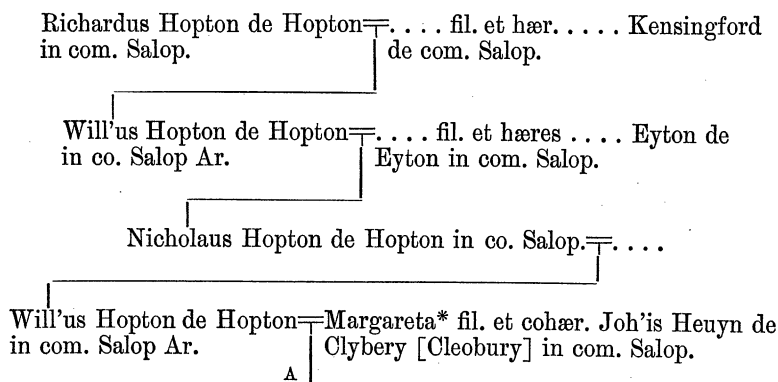 Richardus Hopton de Hopton=. . . . fil. et hær. . . . . Kensingford
in com. Salop. de com. Salop.
Will'us Hopton de Hopton=. . . . fil. et hæres . . . . Eyton de
in co. Salop Ar. Eyton in com. Salop.
Nicholaus Hopton de Hopton in co. Salop.=. . . .
Will'us Hopton de Hopton=Margareta* fil. et cohær. Joh'is Heuyn de
in com. Salop Ar. Clybery [Cleobury] in com. Salop.
A